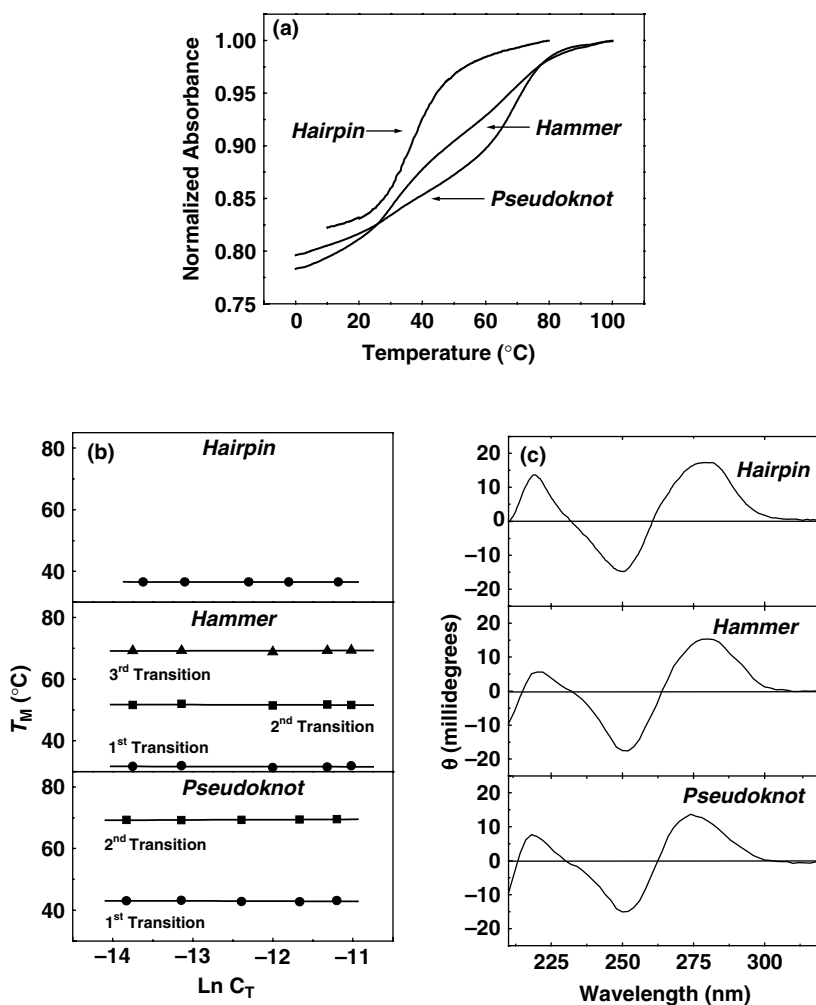 (a)
Normalized Absorbance
1.00
0.95
0.90
0.85
0.80
0.75
Hairpin
Hammer
Pseudoknot
0 20 40 60 80 100
Temperature (°C)
(b)
Hairpin
80
60
40
Hammer
80
60
40
3rd Transition
2nd Transition
1st Transition
Pseudoknot
80
60
40
2nd Transition
1st Transition
TM (°C)
–14 –13 –12 –11
Ln CT
(c)
Hairpin
20
10
0
–10
–20
Hammer
20
10
0
–10
–20
Pseudoknot
20
10
0
–10
–20
θ (millidegrees)
225 250 275 300
Wavelength (nm)